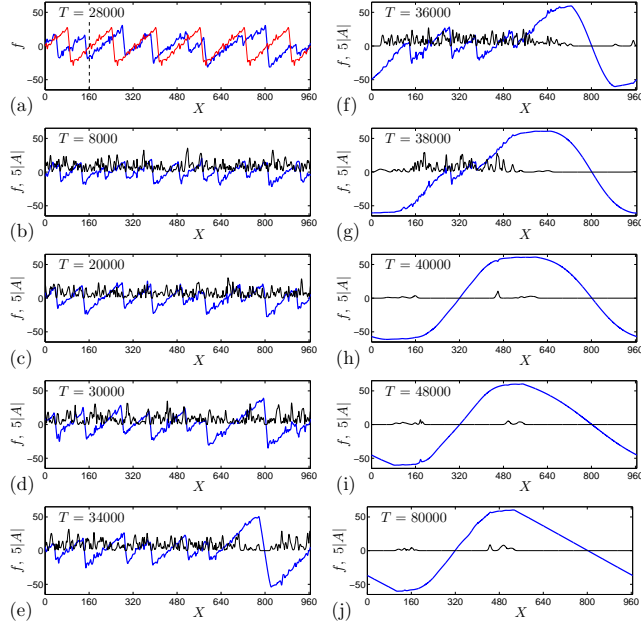 T = 28000
f
50
0
−50
0 160 320 480 640 800 960
(a) X
T = 8000
f, 5|A|
50
0
−50
0 160 320 480 640 800 960
(b) X
T = 20000
f, 5|A|
50
0
−50
0 160 320 480 640 800 960
(c) X
T = 30000
f, 5|A|
50
0
−50
0 160 320 480 640 800 960
(d) X
T = 34000
f, 5|A|
50
0
−50
0 160 320 480 640 800 960
(e) X
T = 36000
f, 5|A|
50
0
−50
0 160 320 480 640 800 960
(f) X
T = 38000
f, 5|A|
50
0
−50
0 160 320 480 640 800 960
(g) X
T = 40000
f, 5|A|
50
0
−50
0 160 320 480 640 800 960
(h) X
T = 48000
f, 5|A|
50
0
−50
0 160 320 480 640 800 960
(i) X
T = 80000
f, 5|A|
50
0
−50
0 160 320 480 640 800 960
(j) X